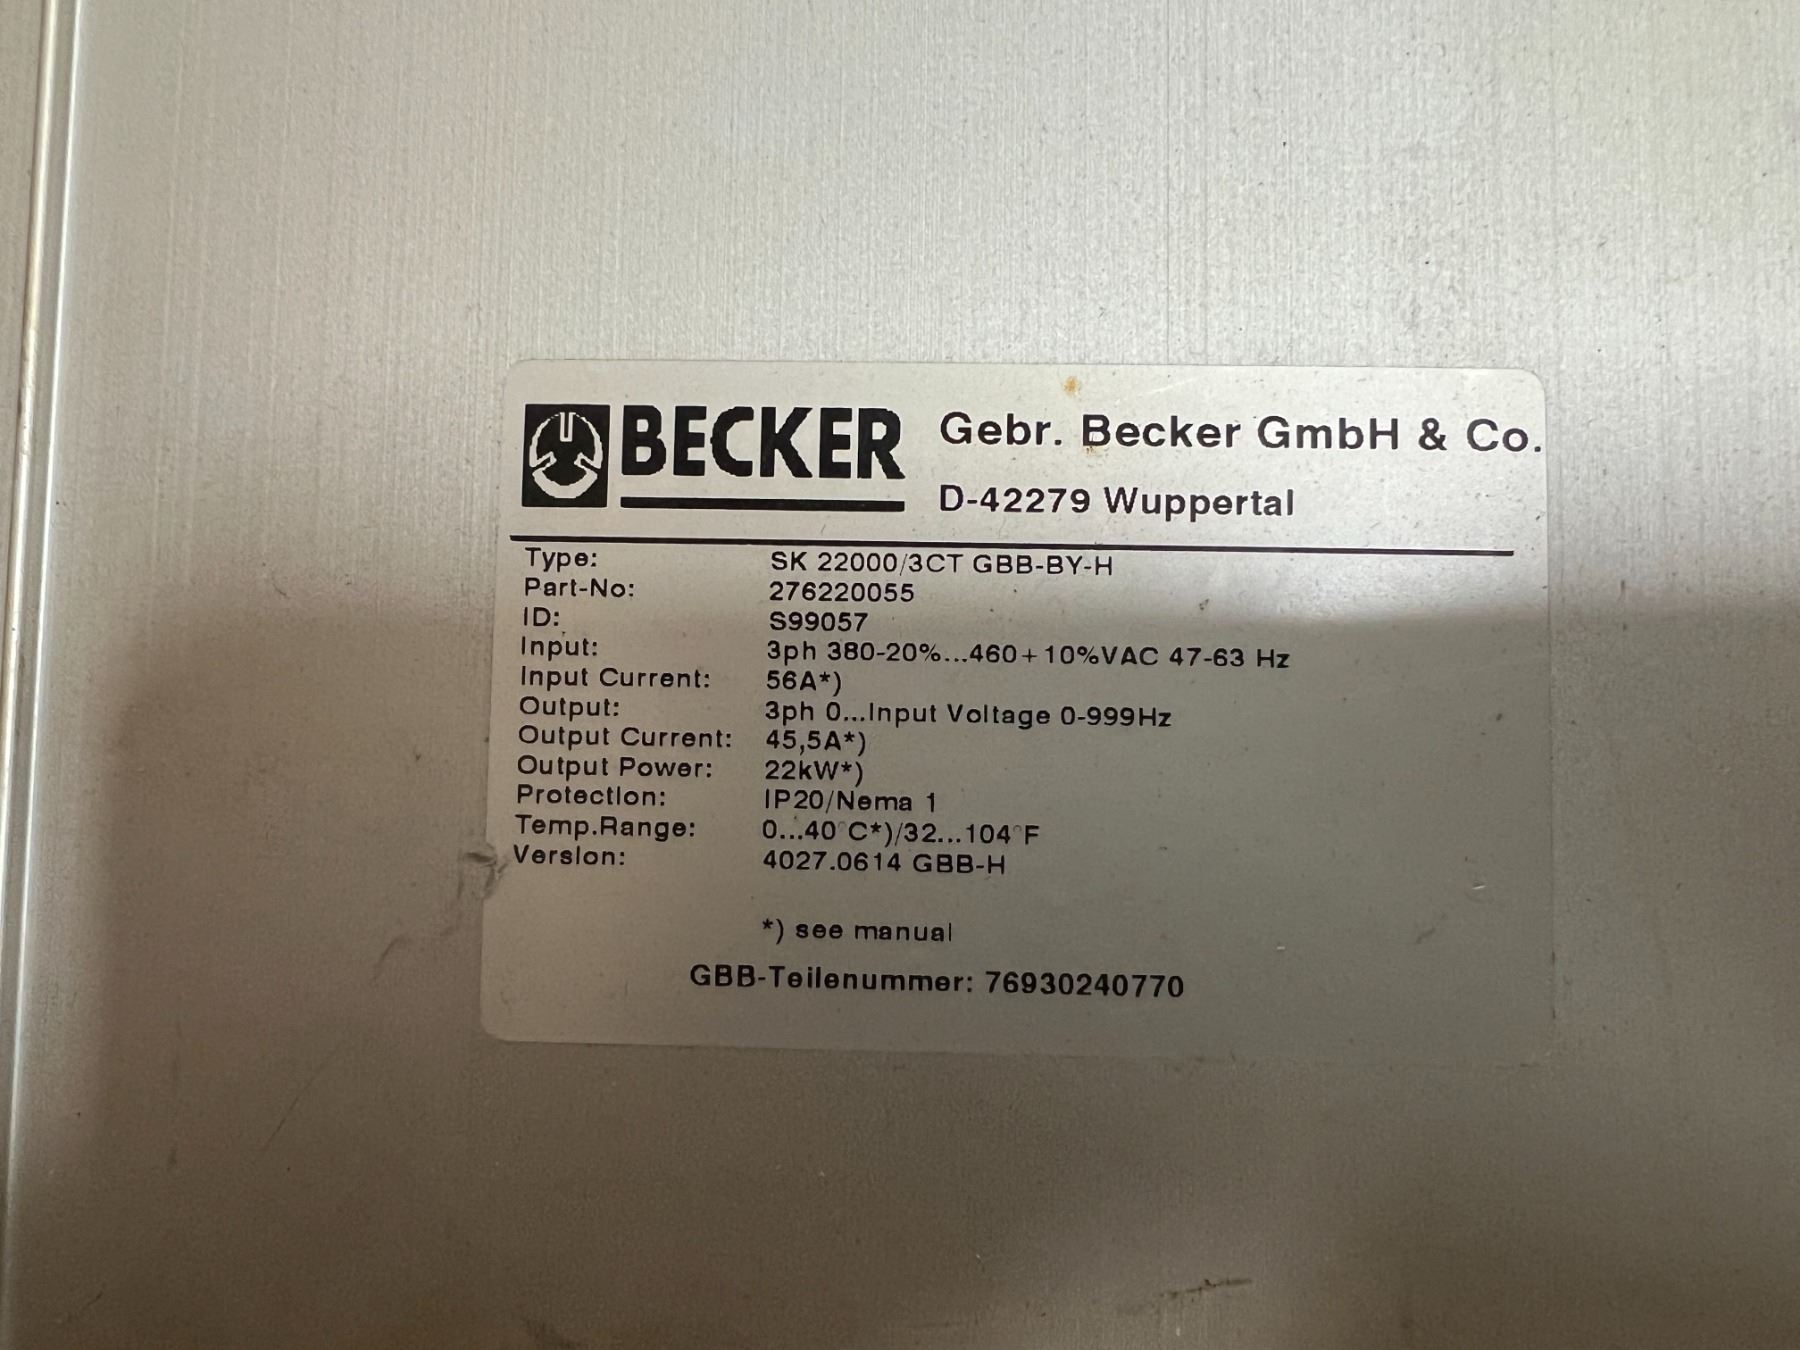 BECKER Gebr. Becker GmbH & Co.
D-42279 Wuppertal
Type: SK 22000/3CT GBB-BY-H
Part-No: 276220055
ID: S99057
Input: 3ph 380-20%...460+10%VAC 47-63 Hz
Input Current: 56A*)
Output: 3ph 0...Input Voltage 0-999Hz
Output Current: 45,5A*)
Output Power: 22kW*)
Protection: IP20/Nema 1
Temp.Range: 0...40°C*)/32...104°F
Version: 4027.0614 GBB-H
*) see manual
GBB-Teilenummer: 76930240770